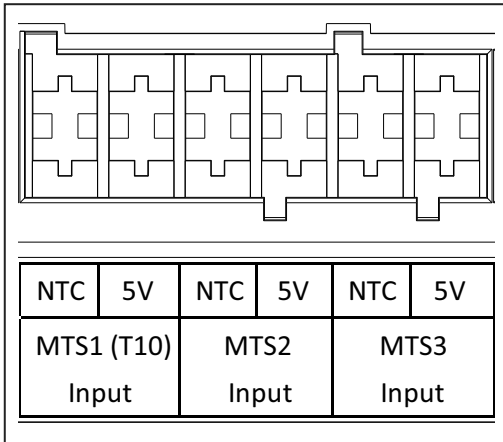 NTC 5V NTC 5V NTC 5V
MTS1 (T10) MTS2 MTS3
Input Input Input